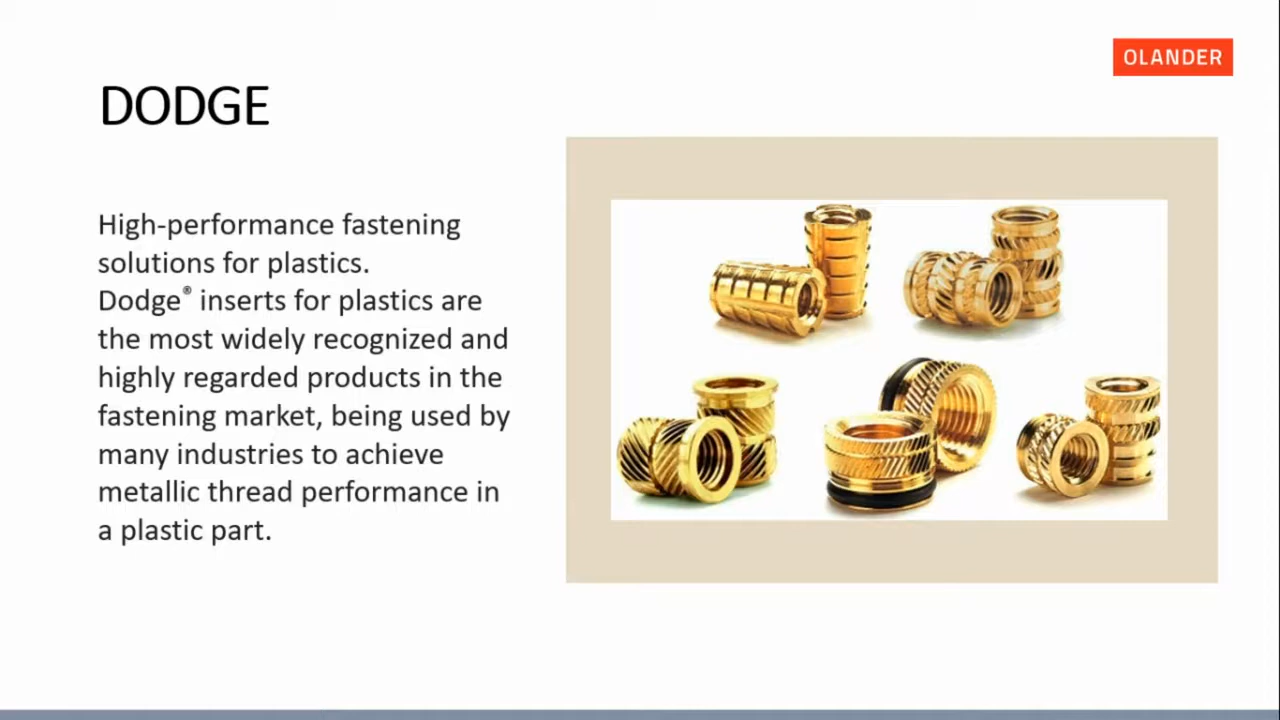 OLANDER
DODGE
High-performance fastening
solutions for plastics.
Dodge® inserts for plastics are
the most widely recognized and
highly regarded products in the
fastening market, being used by
many industries to achieve
metallic thread performance in
a plastic part.